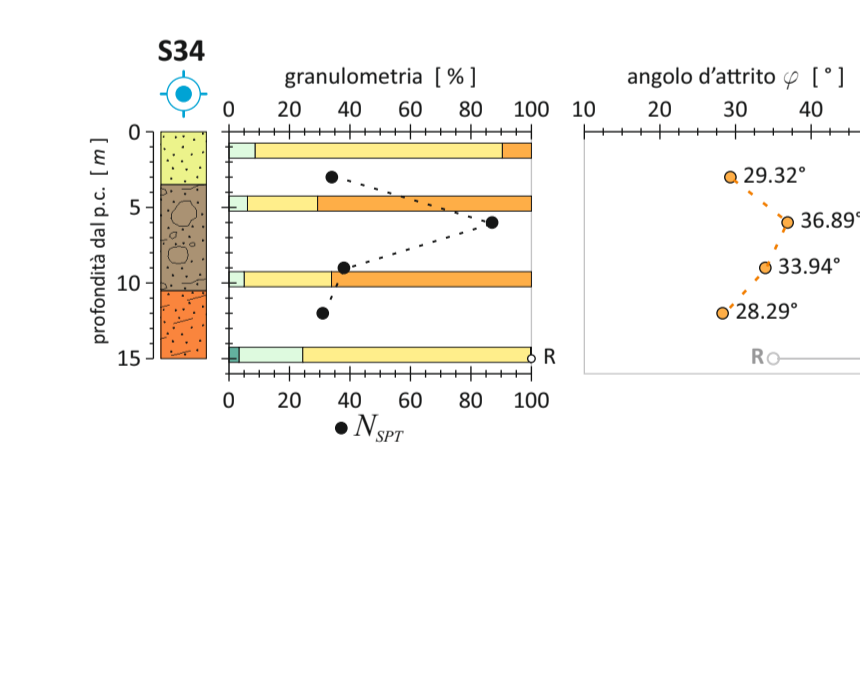 S34
granulometria [ % ]
angolo d'attrito φ [ ° ]
0 20 40 60 80 100
10 20 30 40
profondità dal p.c. [ m ]
0
5
10
15
29.32°
36.89°
33.94°
28.29°
R
R
0 20 40 60 80 100
N SPT